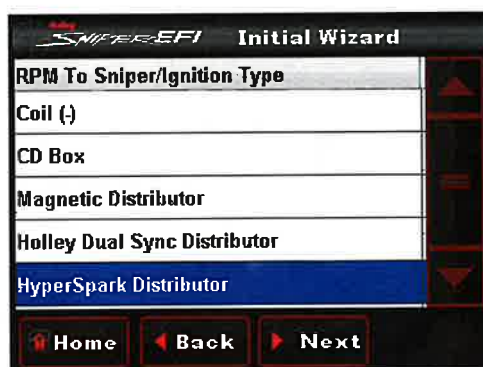 Holley
SNIPER EFI Initial Wizard
RPM To Sniper/Ignition Type
Coil (-)
CD Box
Magnetic Distributor
Holley Dual Sync Distributor
HyperSpark Distributor
Home Back Next